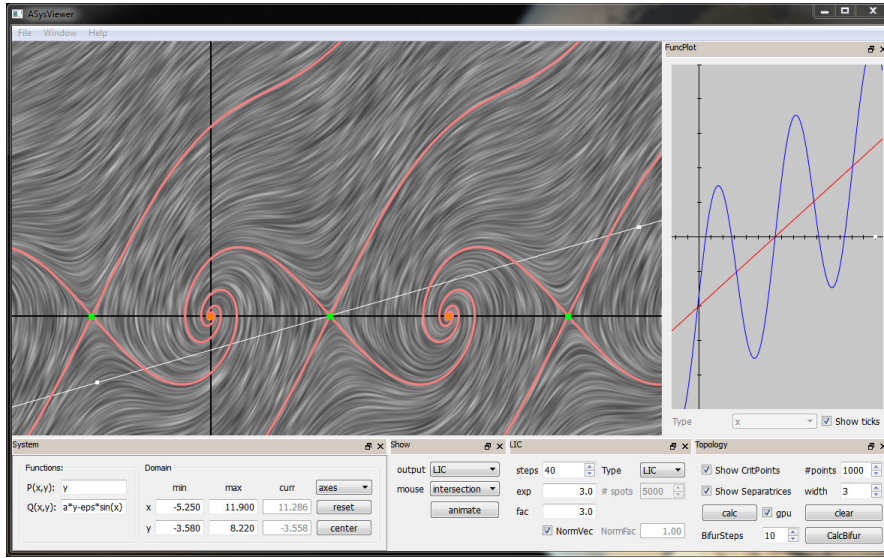 ASysViewer
File Window Help
FuncPlot
Type x Show ticks
System
Show
LIC
Topology
Functions:
P(x,y): y
Q(x,y): a*y-eps*sin(x)
Domain
min max curr axes
x -5.250 11.900 11.286 reset
y -3.580 8.220 -3.558 center
output LIC
mouse intersection
animate
steps 40 Type LIC
exp 3.0 # spots 5000
fac 3.0
NormVec NormFac 1.00
Show CritPoints #points 1000
Show Separatrices width 3
calc gpu clear
BifurSteps 10 CalcBifur